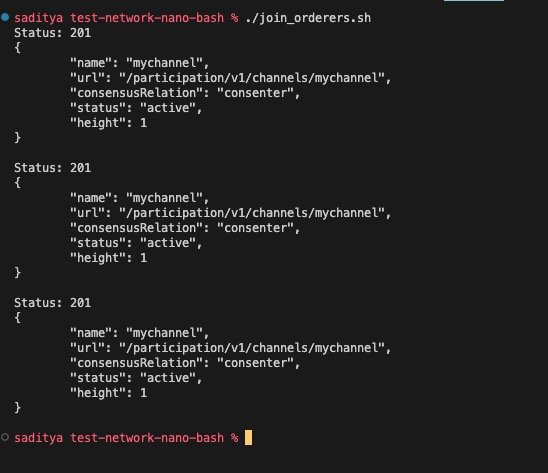 saditya test-network-nano-bash % ./join_orderers.sh
Status: 201
{
        "name": "mychannel",
        "url": "/participation/v1/channels/mychannel",
        "consensusRelation": "consenter",
        "status": "active",
        "height": 1
}

Status: 201
{
        "name": "mychannel",
        "url": "/participation/v1/channels/mychannel",
        "consensusRelation": "consenter",
        "status": "active",
        "height": 1
}

Status: 201
{
        "name": "mychannel",
        "url": "/participation/v1/channels/mychannel",
        "consensusRelation": "consenter",
        "status": "active",
        "height": 1
}

saditya test-network-nano-bash %